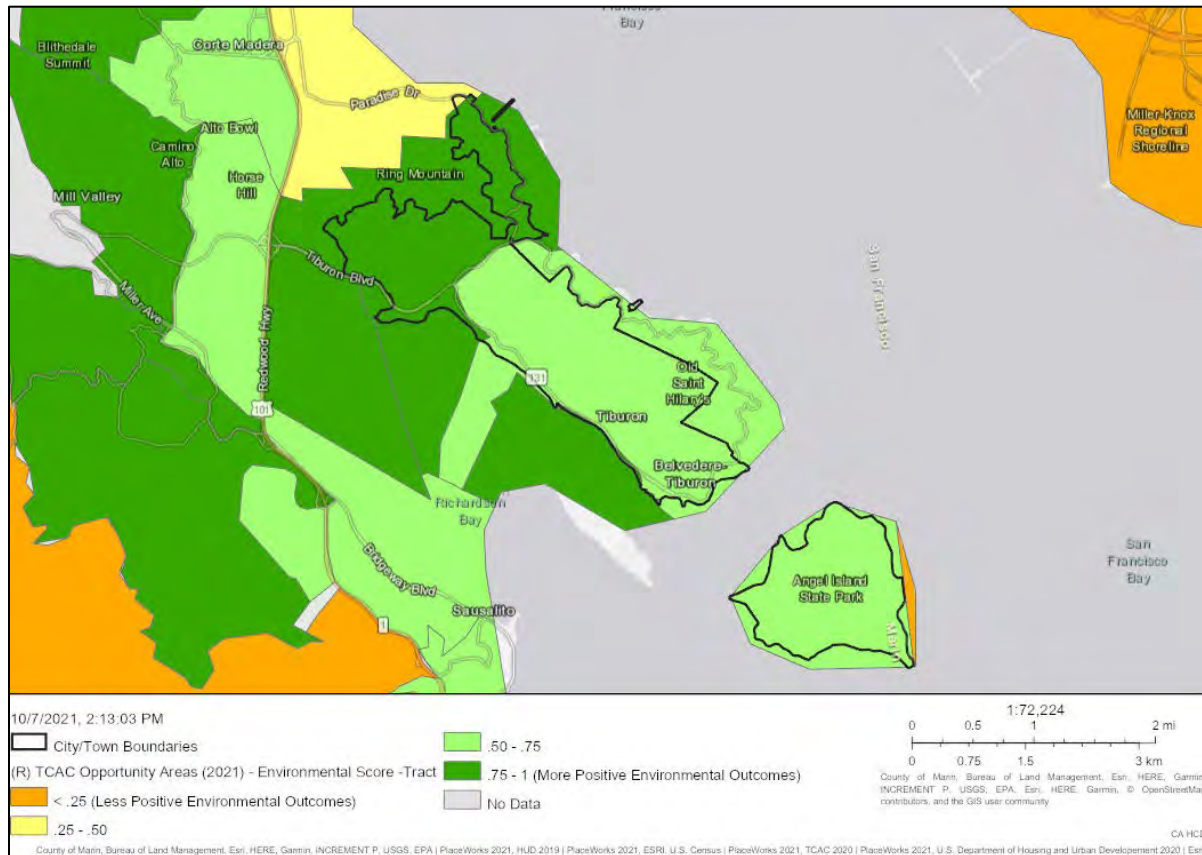 Francisco
Bay
Corte Madera
Blithedale
Summit
Paradise Dr
Miller-Knox
Regional
Shoreline
Alto Bowl
Camino
Alto
Horse
Hill
Ring Mountain
Mill Valley
Tiburon Blvd
San Francisco
Miller Ave
Redwood Hwy
101
131
Old
Saint
Hilary's
Tiburon
Belvedere-
Tiburon
Richardson
Bay
Bridgeway Blvd
Sausalito
1
Angel Island
State Park
Marin
San
Francisco
Bay
10/7/2021, 2:13:03 PM
City/Town Boundaries
(R) TCAC Opportunity Areas (2021) - Environmental Score -Tract
< .25 (Less Positive Environmental Outcomes)
.25 - .50
.50 - .75
.75 - 1 (More Positive Environmental Outcomes)
No Data
1:72,224
0 0.5 1 2 mi
0 0.75 1.5 3 km
County of Marin, Bureau of Land Management, Esri, HERE, Garmin,
INCREMENT P, USGS, EPA, Esri, HERE, Garmin, © OpenStreetMap
contributors, and the GIS user community
CA HCD
County of Marin, Bureau of Land Management, Esri, HERE, Garmin, INCREMENT P, USGS, EPA | PlaceWorks 2021, HUD 2019 | PlaceWorks 2021, ESRI, U.S. Census | PlaceWorks 2021, TCAC 2020 | PlaceWorks 2021, U.S. Department of Housing and Urban Developement 2020 | Esri